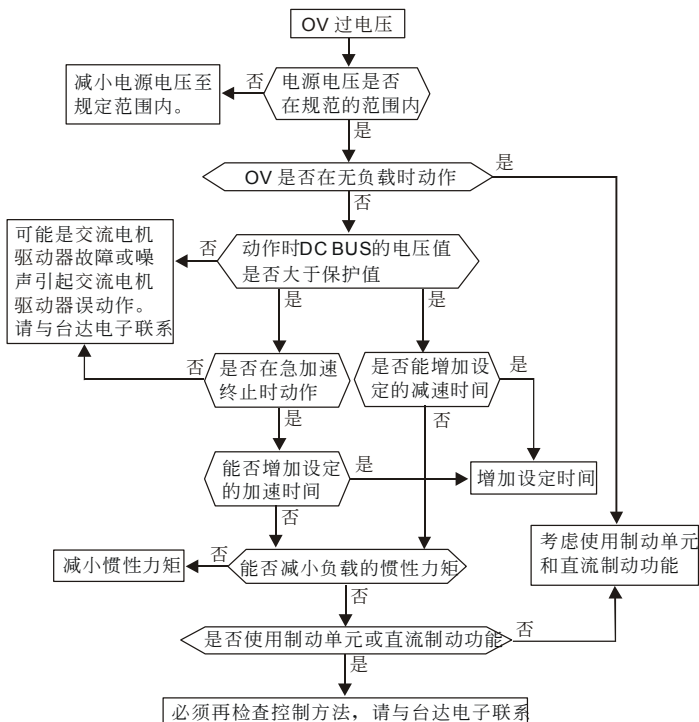 OV 过电压
减小电源电压至
规定范围内。
否
电源电压是否
在规范的范围内
是
OV 是否在无负载时动作
是
否
可能是交流电机
驱动器故障或噪
声引起交流电机
驱动器误动作。
请与台达电子联系
否
动作时DC BUS的电压值
是否大于保护值
是
是
否
是否在急加速
终止时动作
是否能增加设
定的减速时间
是
是
否
能否增加设定
的加速时间
是
增加设定时间
否
减小惯性力矩
否
能否减小负载的惯性力矩
考虑使用制动单元
和直流制动功能
否
是否使用制动单元或直流制动功能
否
是
必须再检查控制方法，请与台达电子联系